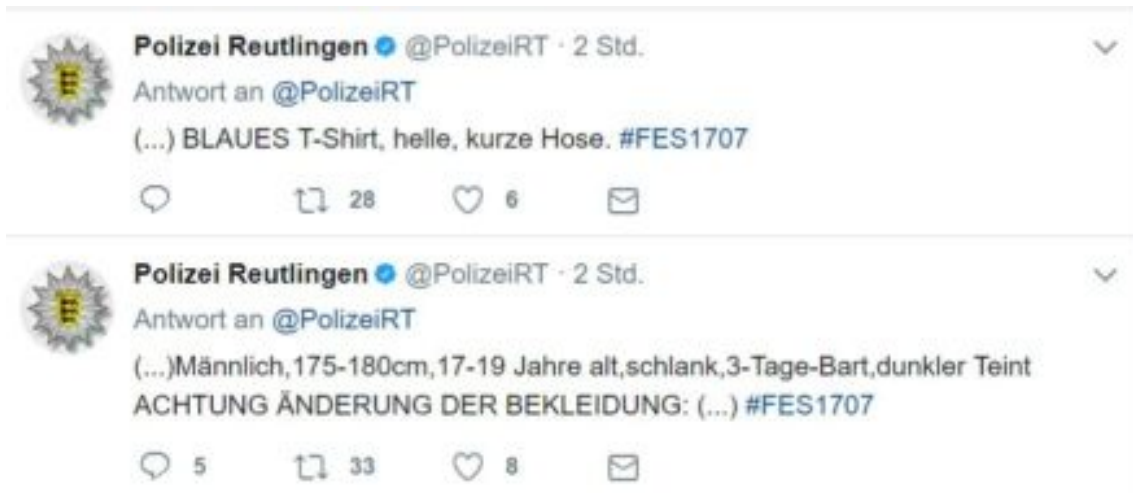 Polizei Reutlingen @PolizeiRT · 2 Std.
Antwort an @PolizeiRT
(...) BLAUES T-Shirt, helle, kurze Hose. #FES1707
28 6
Polizei Reutlingen @PolizeiRT · 2 Std.
Antwort an @PolizeiRT
(...)Männlich,175-180cm,17-19 Jahre alt,schlank,3-Tage-Bart,dunkler Teint
ACHTUNG ÄNDERUNG DER BEKLEIDUNG: (...) #FES1707
5 33 8